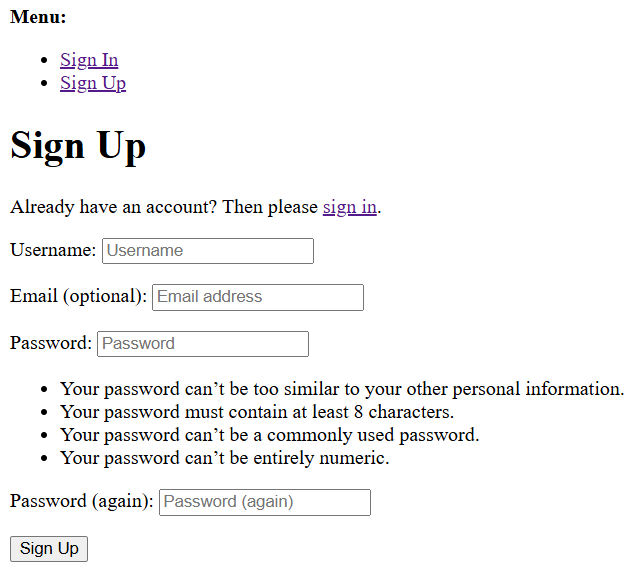 Menu:
Sign In
Sign Up
Sign Up
Already have an account? Then please sign in.
Username: Username
Email (optional): Email address
Password: Password
Your password can’t be too similar to your other personal information.
Your password must contain at least 8 characters.
Your password can’t be a commonly used password.
Your password can’t be entirely numeric.
Password (again): Password (again)
Sign Up